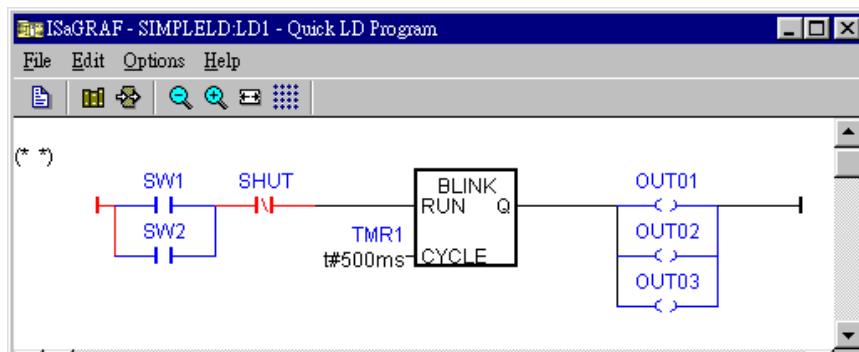 ISaGRAF - SIMPLELD:LD1 - Quick LD Program
File Edit Options Help
(* *)
SW1 SHUT BLINK OUT01
RUN Q
SW2 TMR1 OUT02
t#500ms CYCLE
OUT03